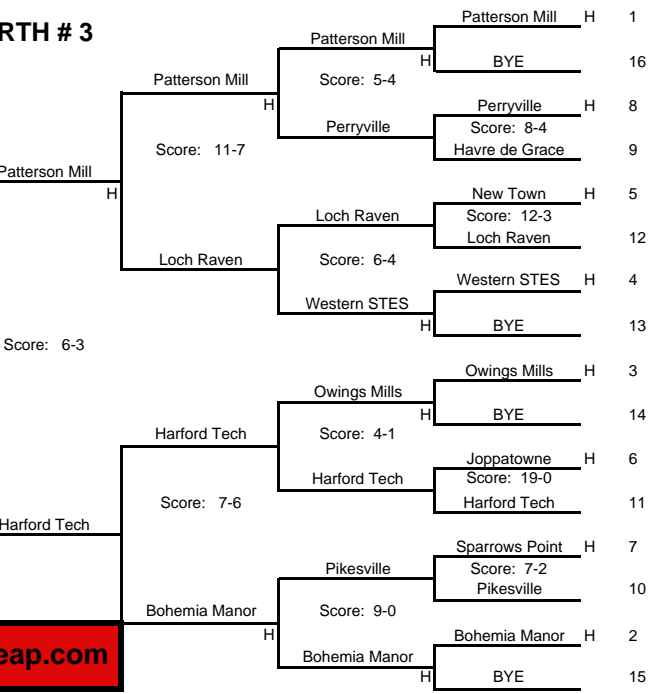 RTH # 3
Patterson Mill H 1
Patterson Mill
H BYE 16
Patterson Mill Score: 5-4
H Perryville H 8
Perryville Score: 8-4
Score: 11-7 Havre de Grace 9
Patterson Mill
H New Town H 5
Loch Raven Score: 12-3
Loch Raven 12
Loch Raven Score: 6-4
Western STES H 4
Western STES
H BYE 13
Score: 6-3
Owings Mills H 3
Owings Mills
H BYE 14
Harford Tech Score: 4-1
Joppatowne H 6
Harford Tech Score: 19-0
Score: 7-6 Harford Tech 11
Harford Tech
Sparrows Point H 7
Pikesville Score: 7-2
Pikesville 10
Bohemia Manor Score: 9-0
H Bohemia Manor H 2
Bohemia Manor
H BYE 15
eap.com